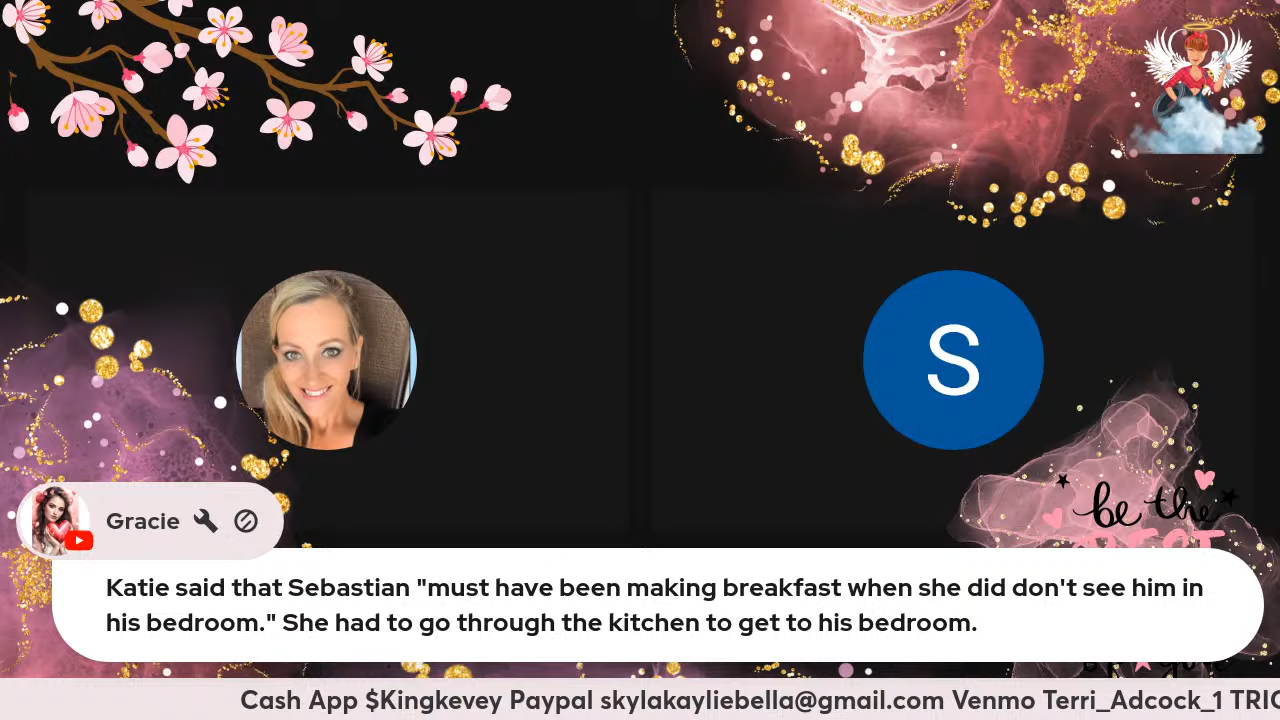 S
be the
Gracie
Katie said that Sebastian "must have been making breakfast when she did don't see him in
his bedroom." She had to go through the kitchen to get to his bedroom.
Cash App $Kingkevey Paypal skylakayliebella@gmail.com Venmo Terri_Adcock_1